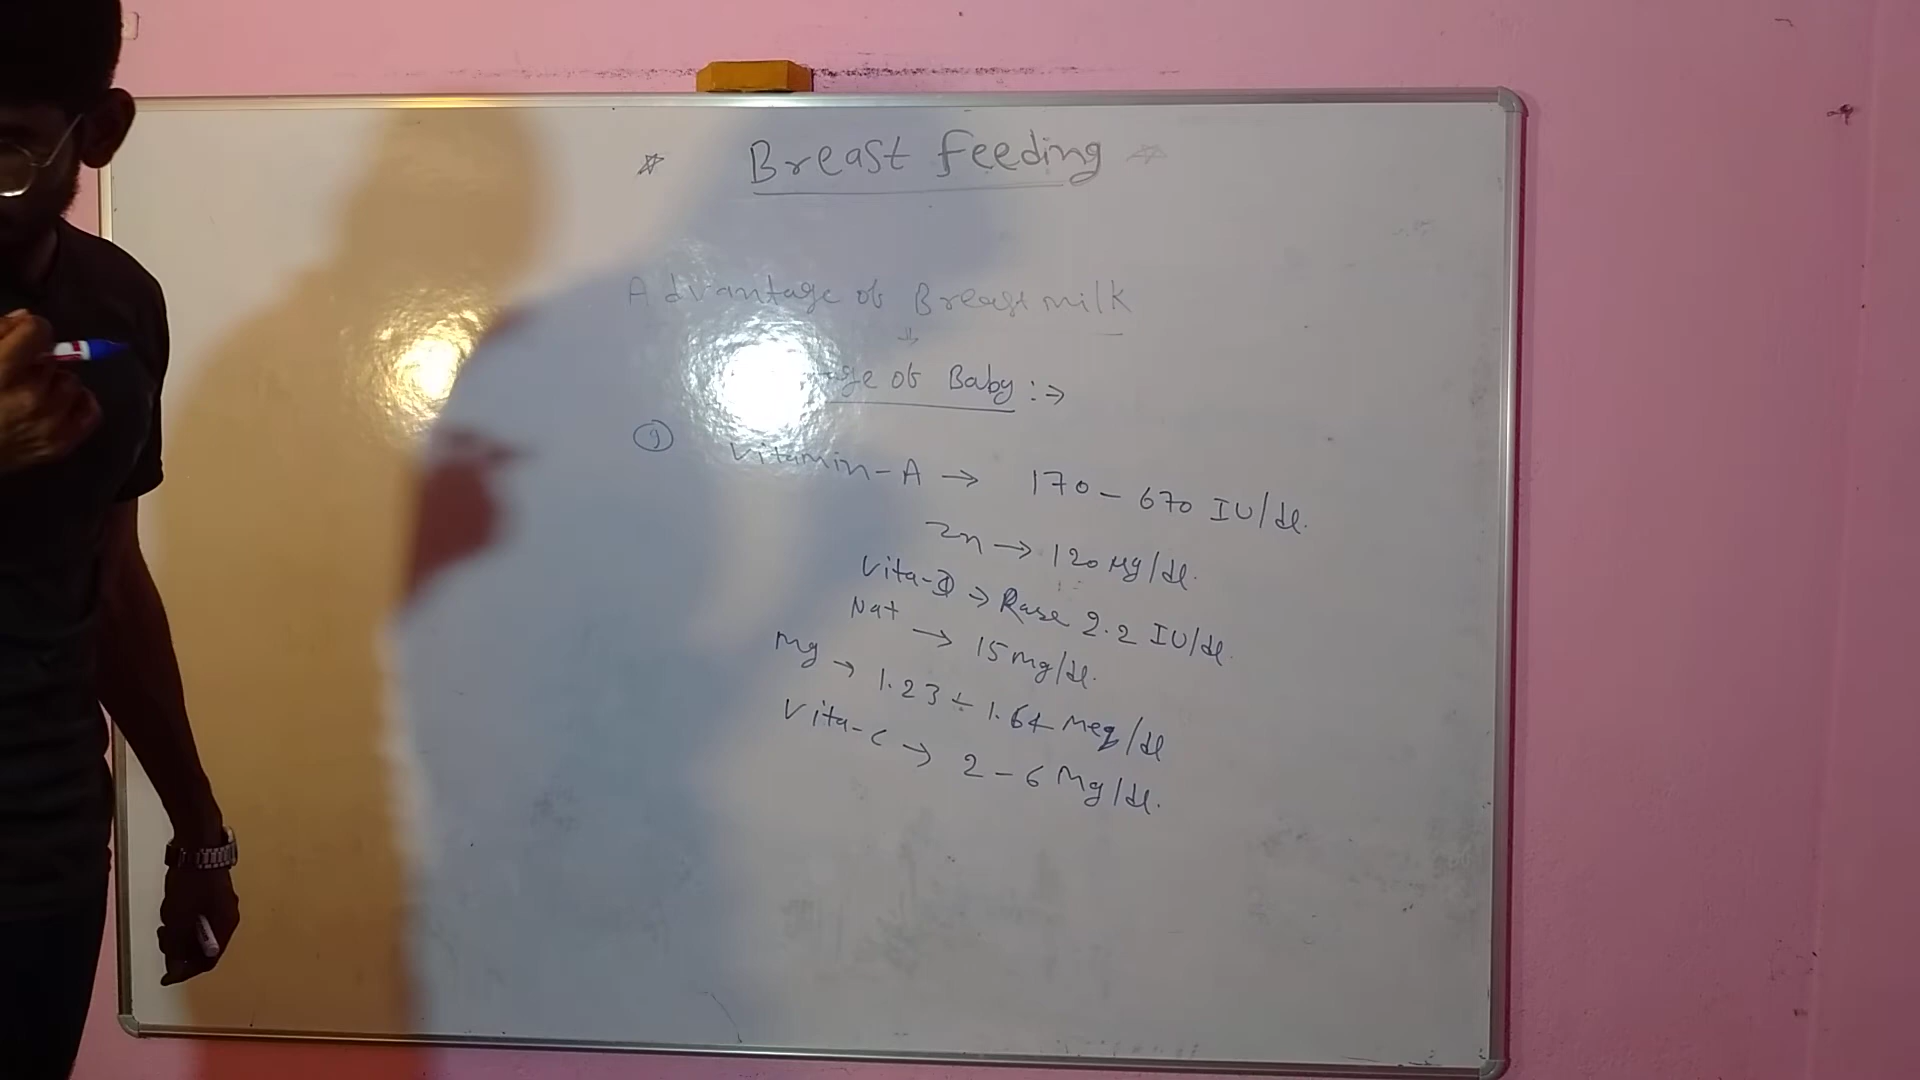 Breast feeding
Advantage of Breast milk
of Baby :→
9 Vitamin-A → 170 - 670 IU/dl.
Zn → 120 Mg/dl.
Vita-D → Rase 2.2 IU/dl.
Na+ → 15 mg/dl.
Mg → 1.23 ÷ 1.64 Meq/dl
Vita-C → 2 - 6 Mg/dl.